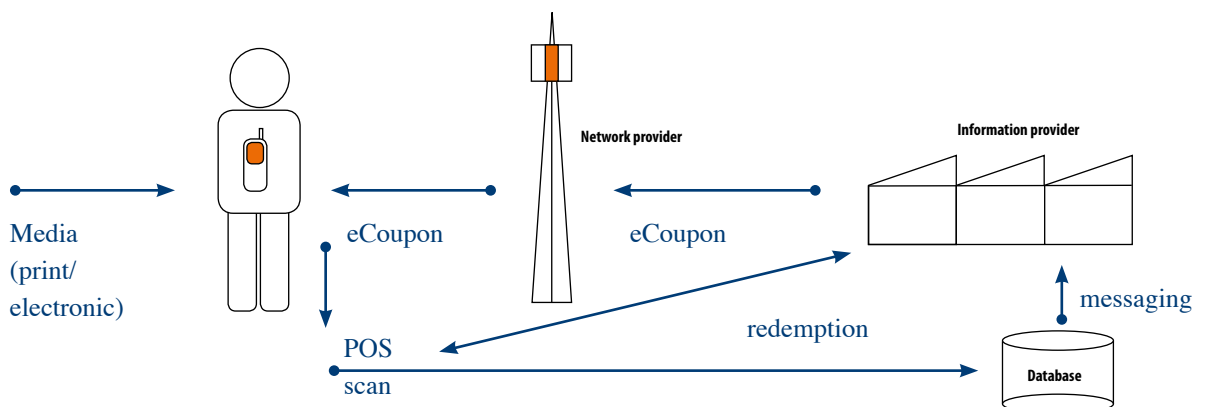 Network provider
Information provider
Media
(print/
electronic)
eCoupon
eCoupon
messaging
redemption
POS
scan
Database